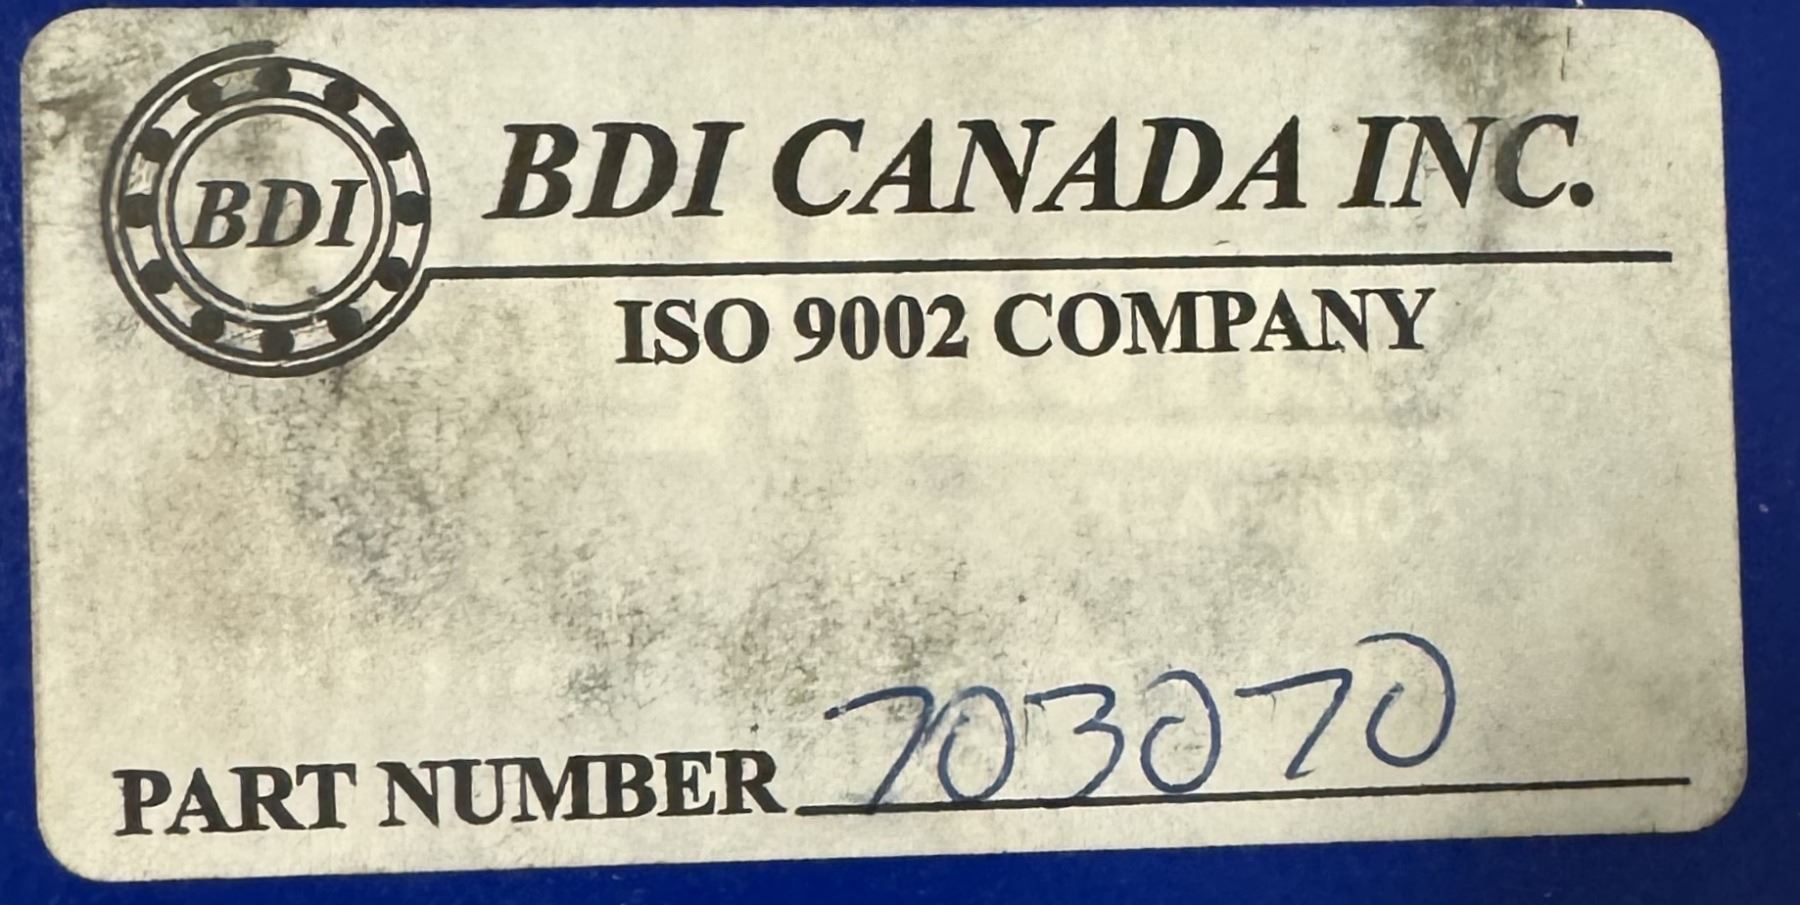 BDI
BDI CANADA INC.
ISO 9002 COMPANY
PART NUMBER 703070